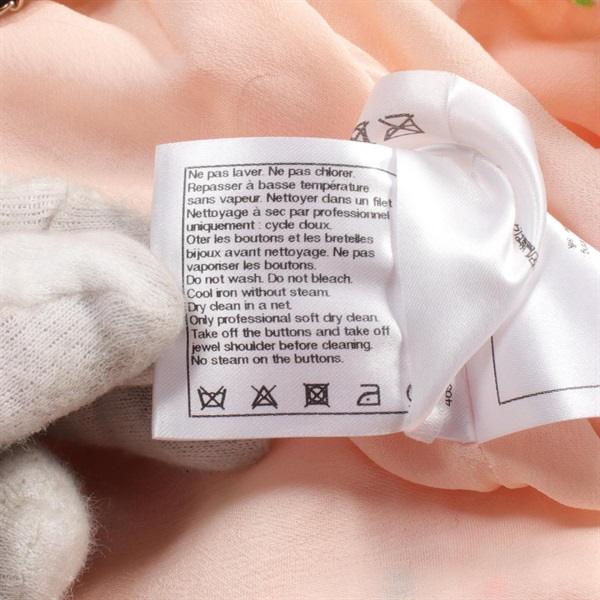 Ne pas laver. Ne pas chlorer.
Repasser à basse température
sans vapeur. Nettoyer dans un filet
Nettoyage à sec par professionnel
uniquement : cycle doux.
Oter les boutons et les bretelles
bijoux avant nettoyage. Ne pas
vaporiser les boutons.
Do not wash. Do not bleach.
Cool iron without steam.
Dry clean in a net.
Only professional soft dry clean.
Take off the buttons and take off
jewel shoulder before cleaning.
No steam on the buttons.